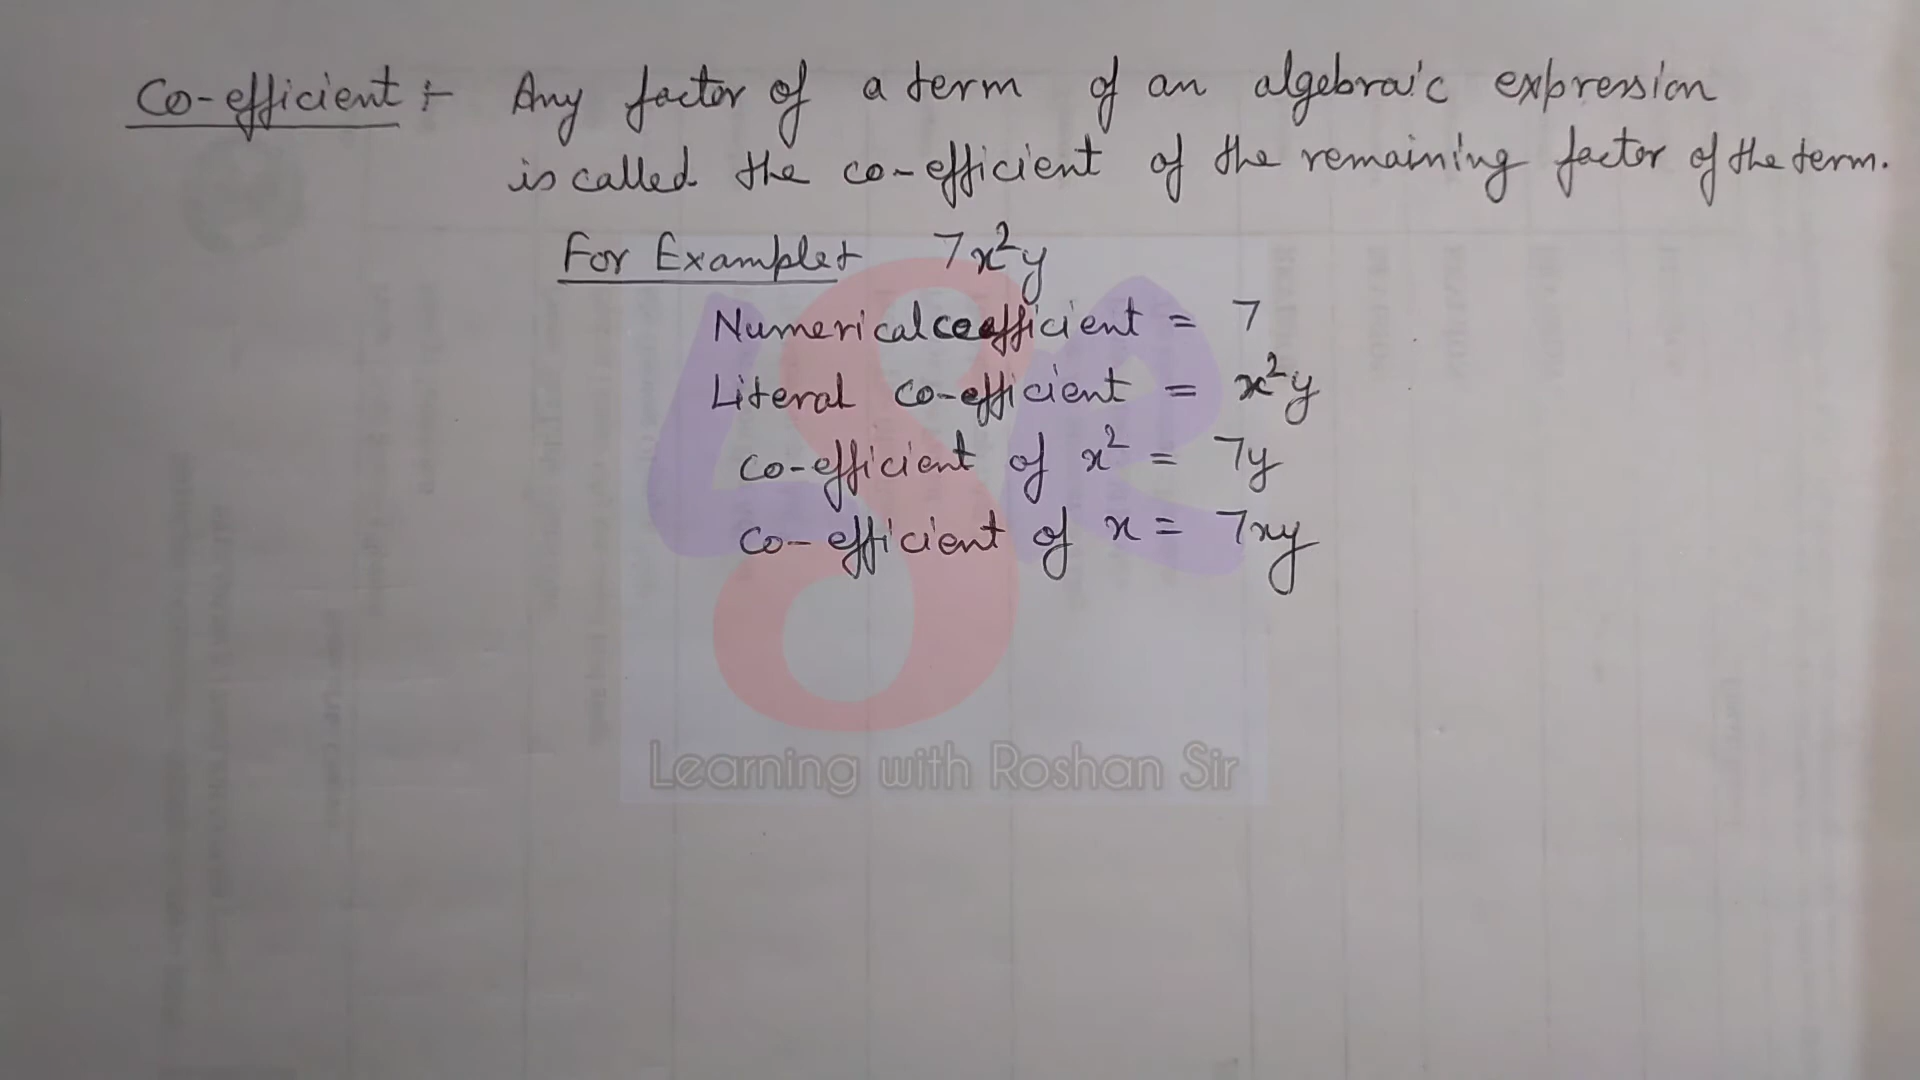 Co-efficient :- Any factor of a term of an algebraic expression
is called the co-efficient of the remaining factor of the term.
For Example :- 7x²y
Numerical coefficient = 7
Literal co-efficient = x²y
co-efficient of x² = 7y
co-efficient of x = 7xy
Learning with Roshan Sir